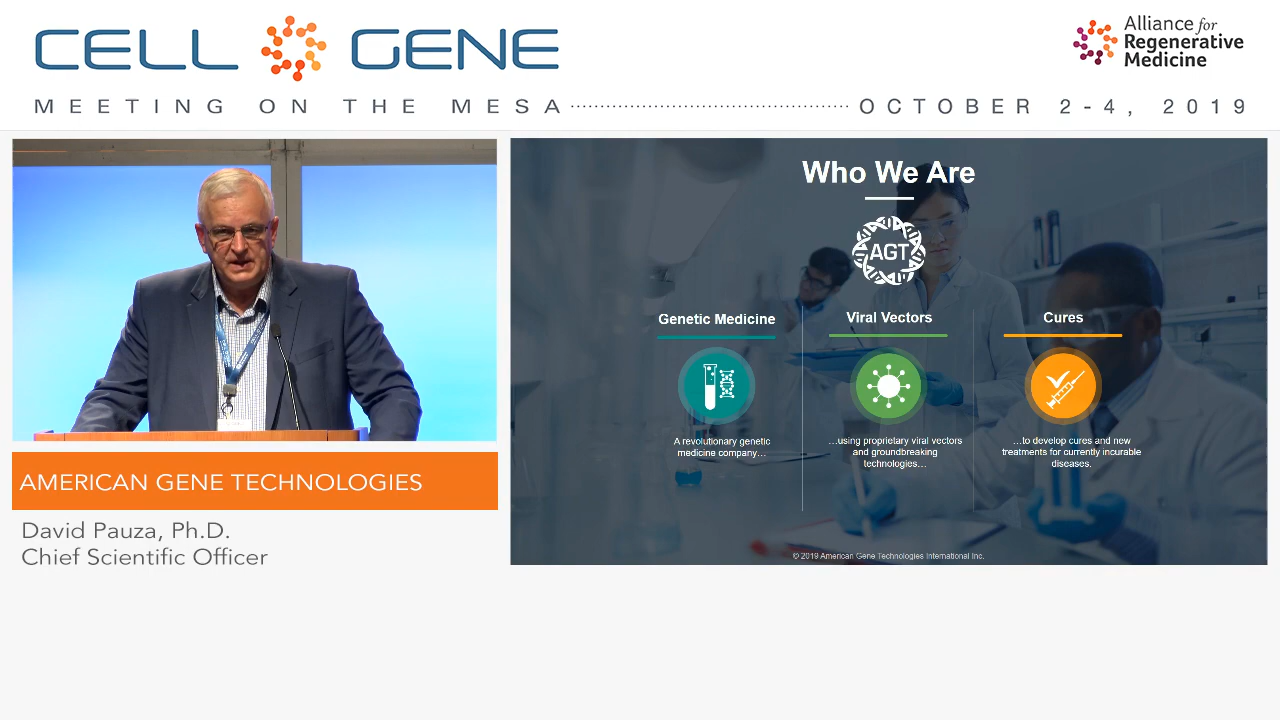 CELL GENE
Alliance for
Regenerative
Medicine
MEETING ON THE MESA OCTOBER 2-4, 2019
Who We Are
AGT
Genetic Medicine
A revolutionary genetic
medicine company…
Viral Vectors
…using proprietary viral vectors
and groundbreaking
technologies…
Cures
…to develop cures and new
treatments for currently incurable
diseases.
© 2019 American Gene Technologies International Inc.
AMERICAN GENE TECHNOLOGIES
David Pauza, Ph.D.
Chief Scientific Officer